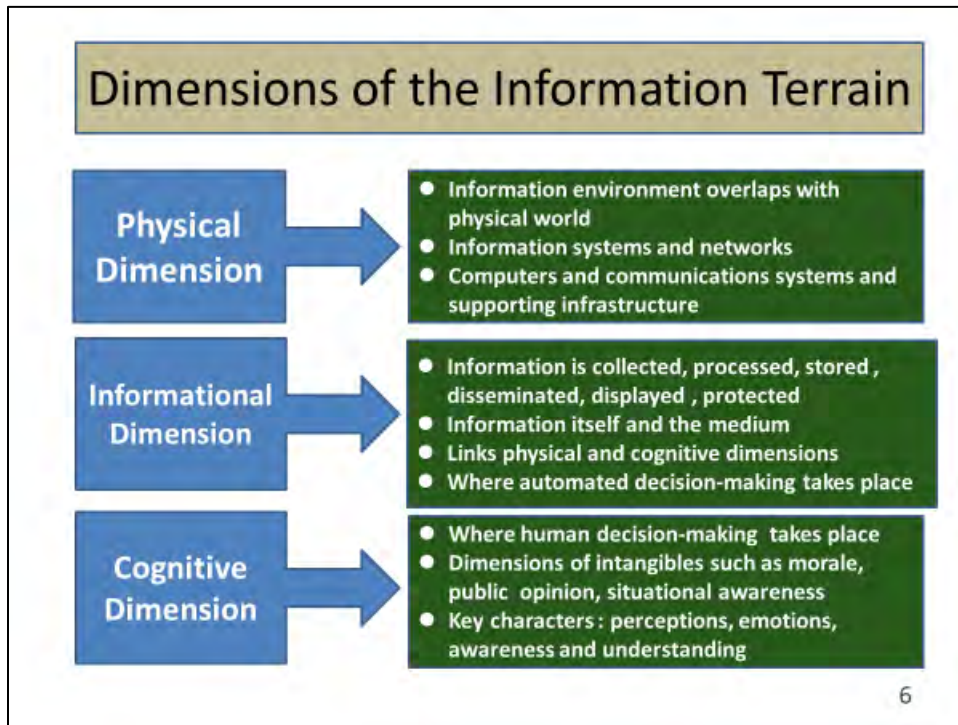 Dimensions of the Information Terrain
Physical
Dimension
● Information environment overlaps with
physical world
● Information systems and networks
● Computers and communications systems and
supporting infrastructure
Informational
Dimension
● Information is collected, processed, stored ,
disseminated, displayed , protected
● Information itself and the medium
● Links physical and cognitive dimensions
● Where automated decision-making takes place
Cognitive
Dimension
● Where human decision-making takes place
● Dimensions of intangibles such as morale,
public opinion, situational awareness
● Key characters : perceptions, emotions,
awareness and understanding
6